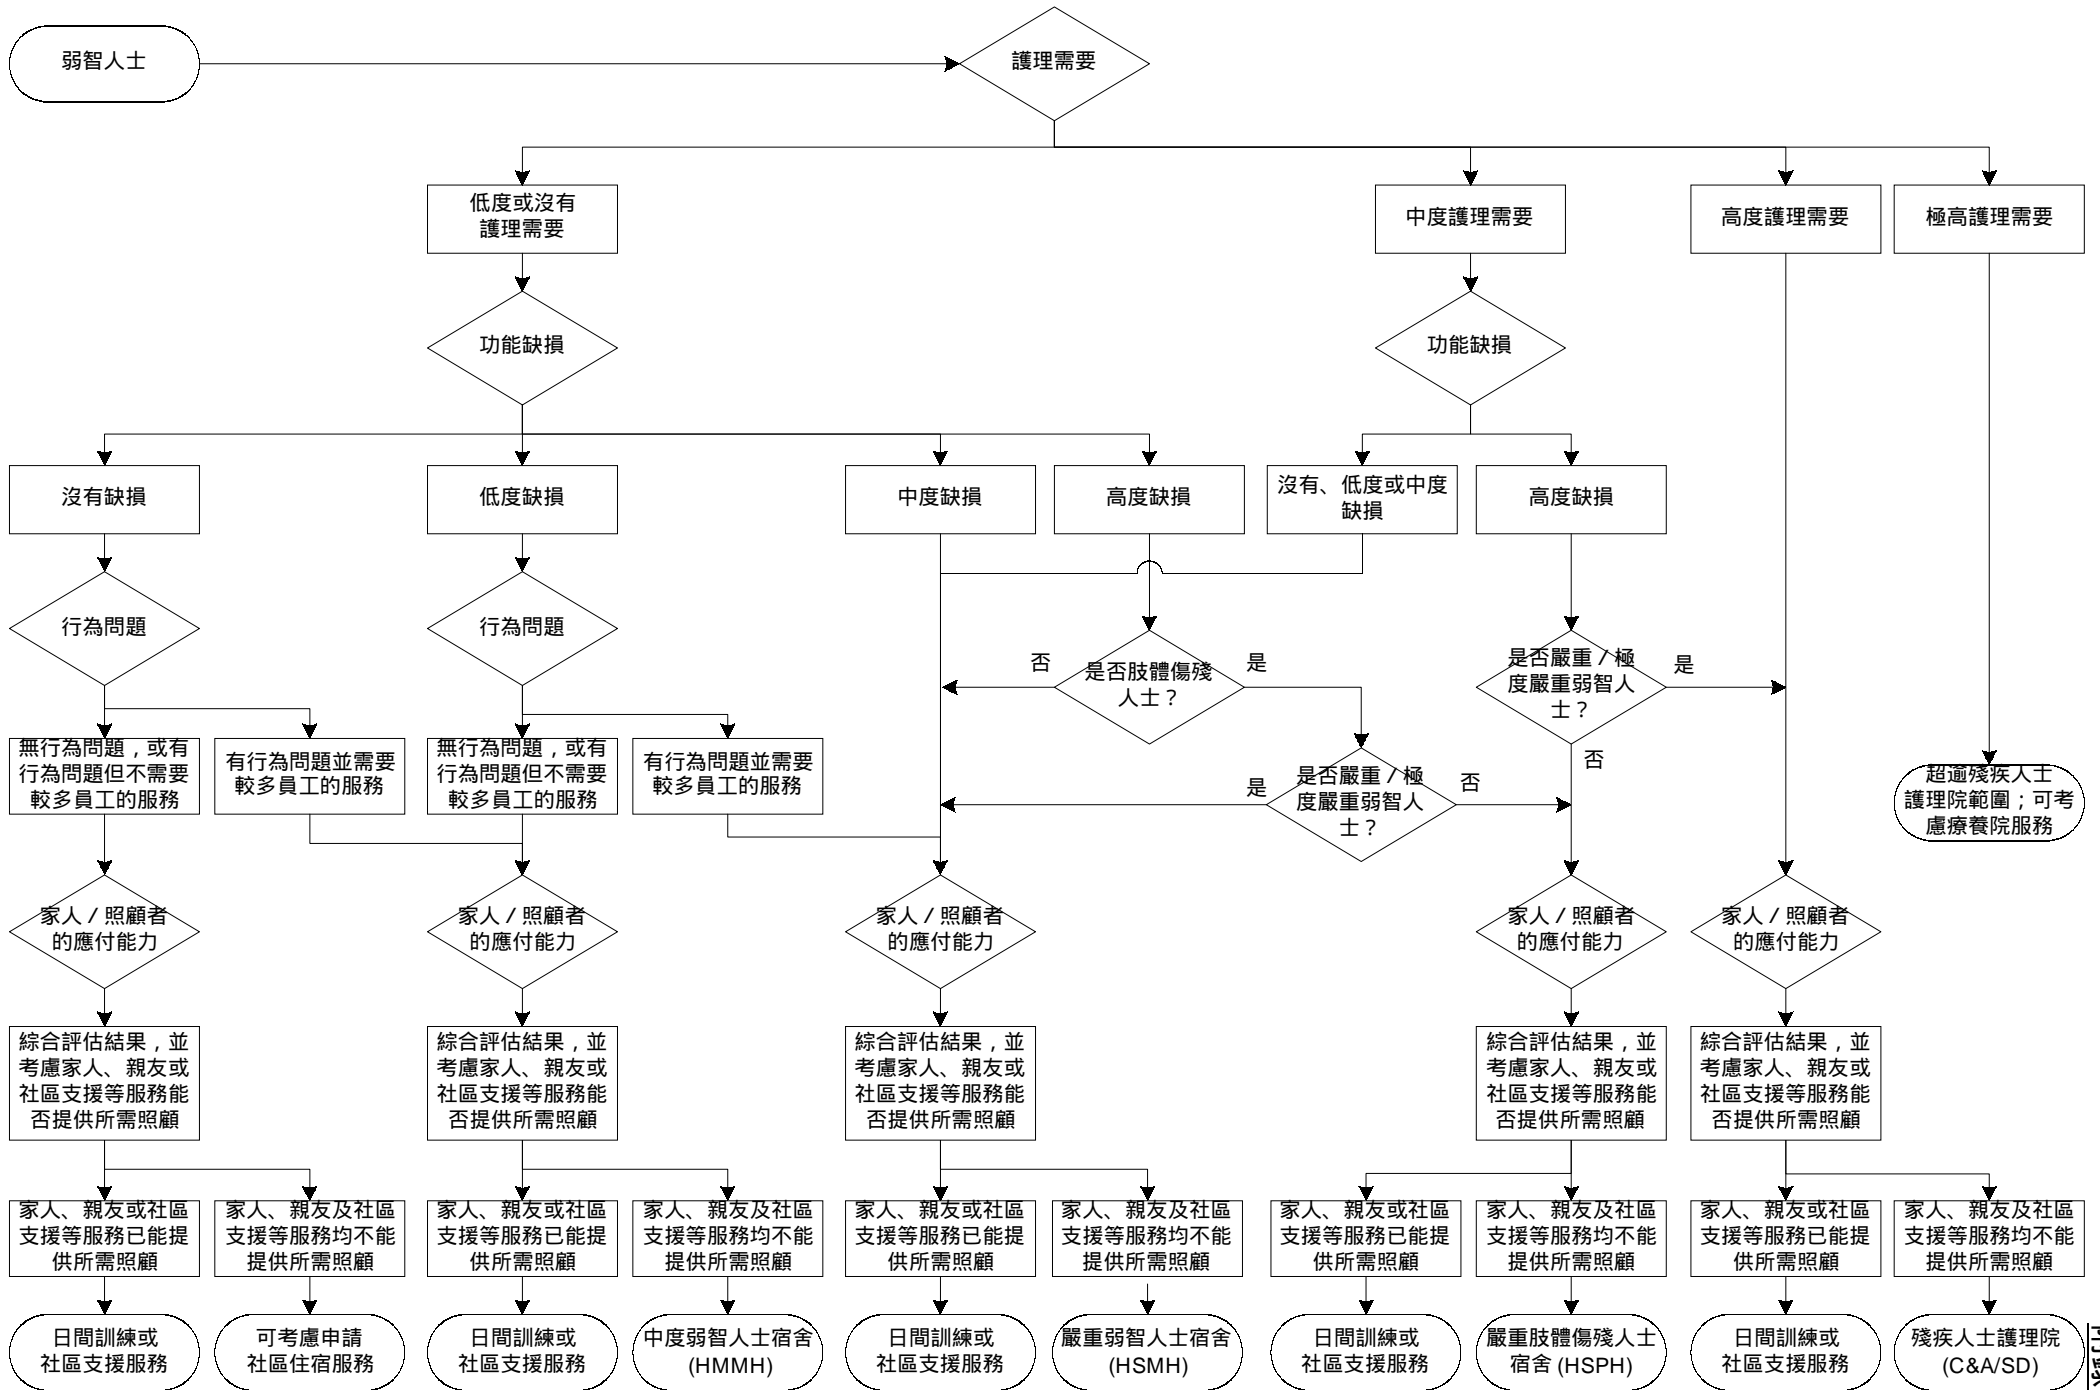 弱智人士
護理需要
低度或沒有
護理需要
中度護理需要
高度護理需要
極高護理需要
功能缺損
功能缺損
沒有缺損
低度缺損
中度缺損
高度缺損
沒有、低度或中度
缺損
高度缺損
行為問題
行為問題
否
是否肢體傷殘
人士？
是
是否嚴重／極
度嚴重弱智人
士？
是
否
無行為問題，或有
行為問題但不需要
較多員工的服務
有行為問題並需要
較多員工的服務
無行為問題，或有
行為問題但不需要
較多員工的服務
有行為問題並需要
較多員工的服務
是
是否嚴重／極
度嚴重弱智人
士？
否
超逾殘疾人士
護理院範圍；可考
慮療養院服務
家人／照顧者
的應付能力
家人／照顧者
的應付能力
家人／照顧者
的應付能力
家人／照顧者
的應付能力
家人／照顧者
的應付能力
綜合評估結果，並
考慮家人、親友或
社區支援等服務能
否提供所需照顧
綜合評估結果，並
考慮家人、親友或
社區支援等服務能
否提供所需照顧
綜合評估結果，並
考慮家人、親友或
社區支援等服務能
否提供所需照顧
綜合評估結果，並
考慮家人、親友或
社區支援等服務能
否提供所需照顧
綜合評估結果，並
考慮家人、親友或
社區支援等服務能
否提供所需照顧
家人、親友或社區
支援等服務已能提
供所需照顧
家人、親友及社區
支援等服務均不能
提供所需照顧
家人、親友或社區
支援等服務已能提
供所需照顧
家人、親友及社區
支援等服務均不能
提供所需照顧
家人、親友或社區
支援等服務已能提
供所需照顧
家人、親友及社區
支援等服務均不能
提供所需照顧
家人、親友或社區
支援等服務已能提
供所需照顧
家人、親友及社區
支援等服務均不能
提供所需照顧
家人、親友或社區
支援等服務已能提
供所需照顧
家人、親友及社區
支援等服務均不能
提供所需照顧
日間訓練或
社區支援服務
可考慮申請
社區住宿服務
日間訓練或
社區支援服務
中度弱智人士宿舍
(HMMH)
日間訓練或
社區支援服務
嚴重弱智人士宿舍
(HSMH)
日間訓練或
社區支援服務
嚴重肢體傷殘人士
宿舍 (HSPH)
日間訓練或
社區支援服務
殘疾人士護理院
(C&A/SD)